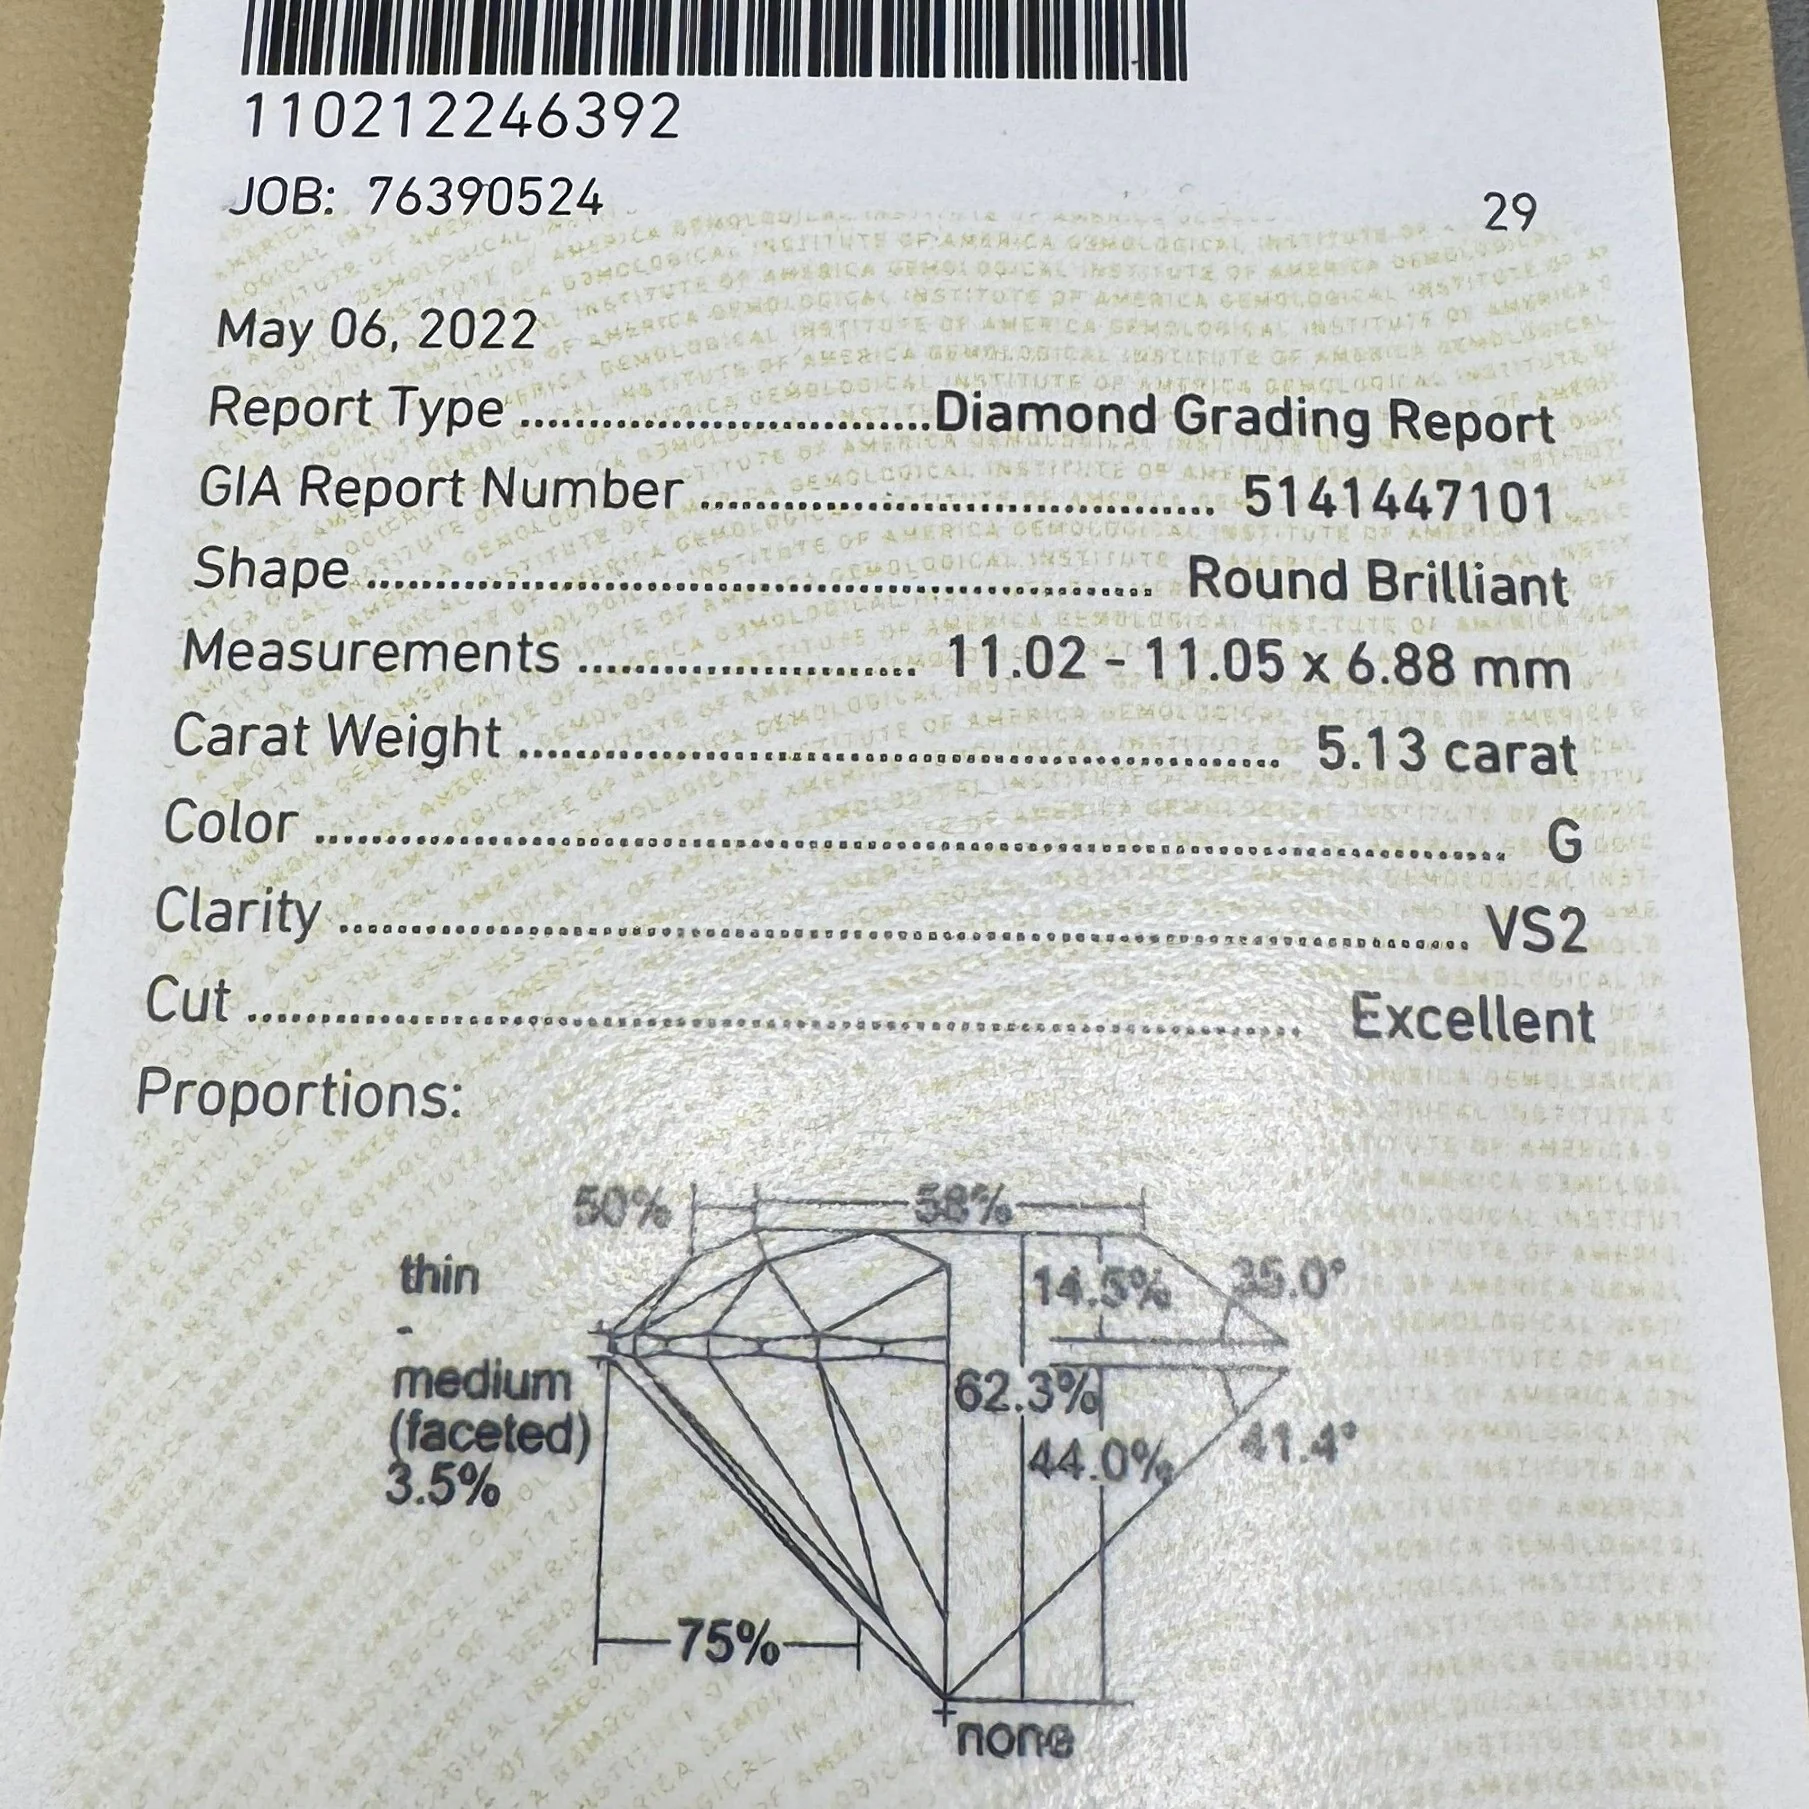 110212246392
JOB: 76390524
29
May 06, 2022
Report Type ..............................Diamond Grading Report
GIA Report Number ...................................... 5141447101
Shape .......................................................... Round Brilliant
Measurements ......................... 11.02 - 11.05 x 6.88 mm
Carat Weight ........................................................ 5.13 carat
Color ........................................................................................ G
Clarity ................................................................................... VS2
Cut ............................................................................. Excellent
Proportions:
50%
58%
thin
-
medium
(faceted)
3.5%
14.5%
35.0°
62.3%
44.0%
41.4°
75%
none